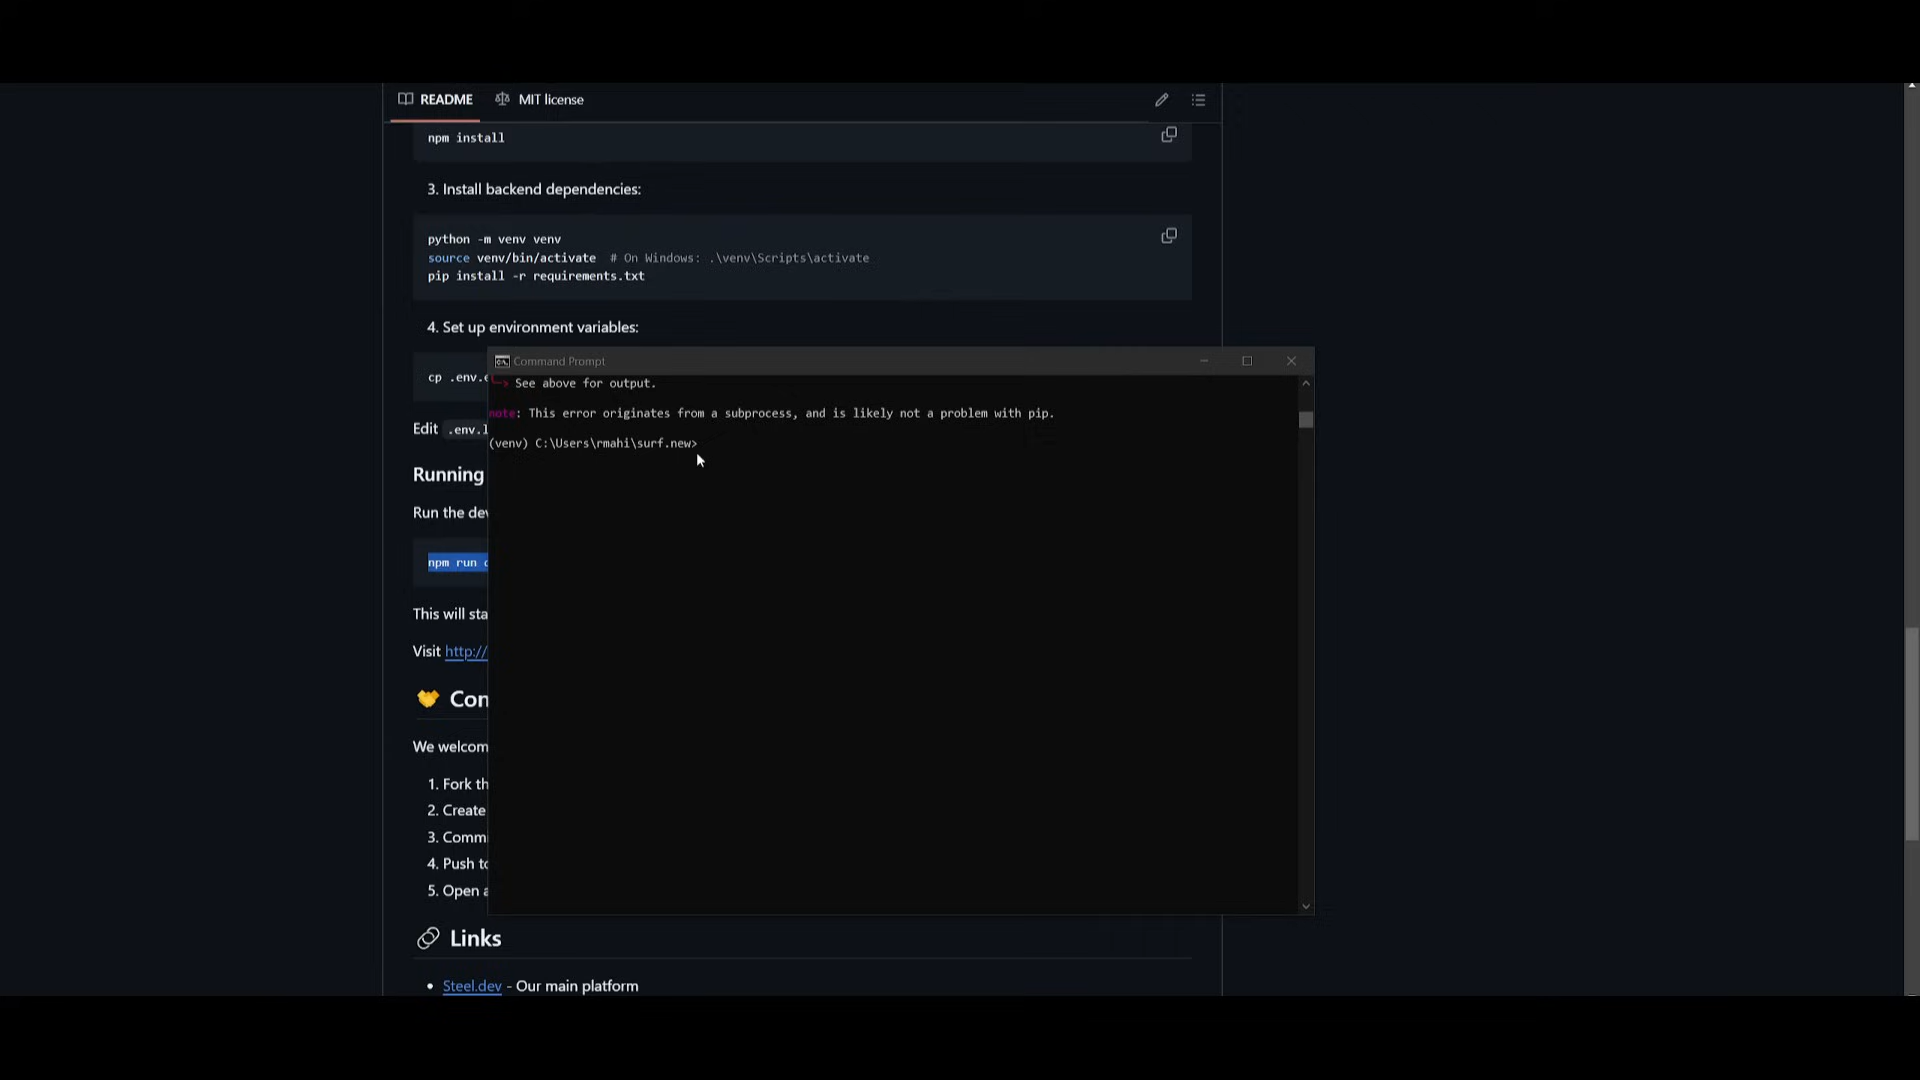 README MIT license
npm install
3. Install backend dependencies:
python -m venv venv
source venv/bin/activate # On Windows: .\venv\Scripts\activate
pip install -r requirements.txt
4. Set up environment variables:
Command Prompt
cp .env.e
See above for output.
note: This error originates from a subprocess, and is likely not a problem with pip.
Edit .env.l
(venv) C:\Users\rmahi\surf.new>
Running
Run the dev
npm run d
This will sta
Visit http://
Con
We welcom
1. Fork th
2. Create
3. Comm
4. Push to
5. Open a
Links
• Steel.dev - Our main platform